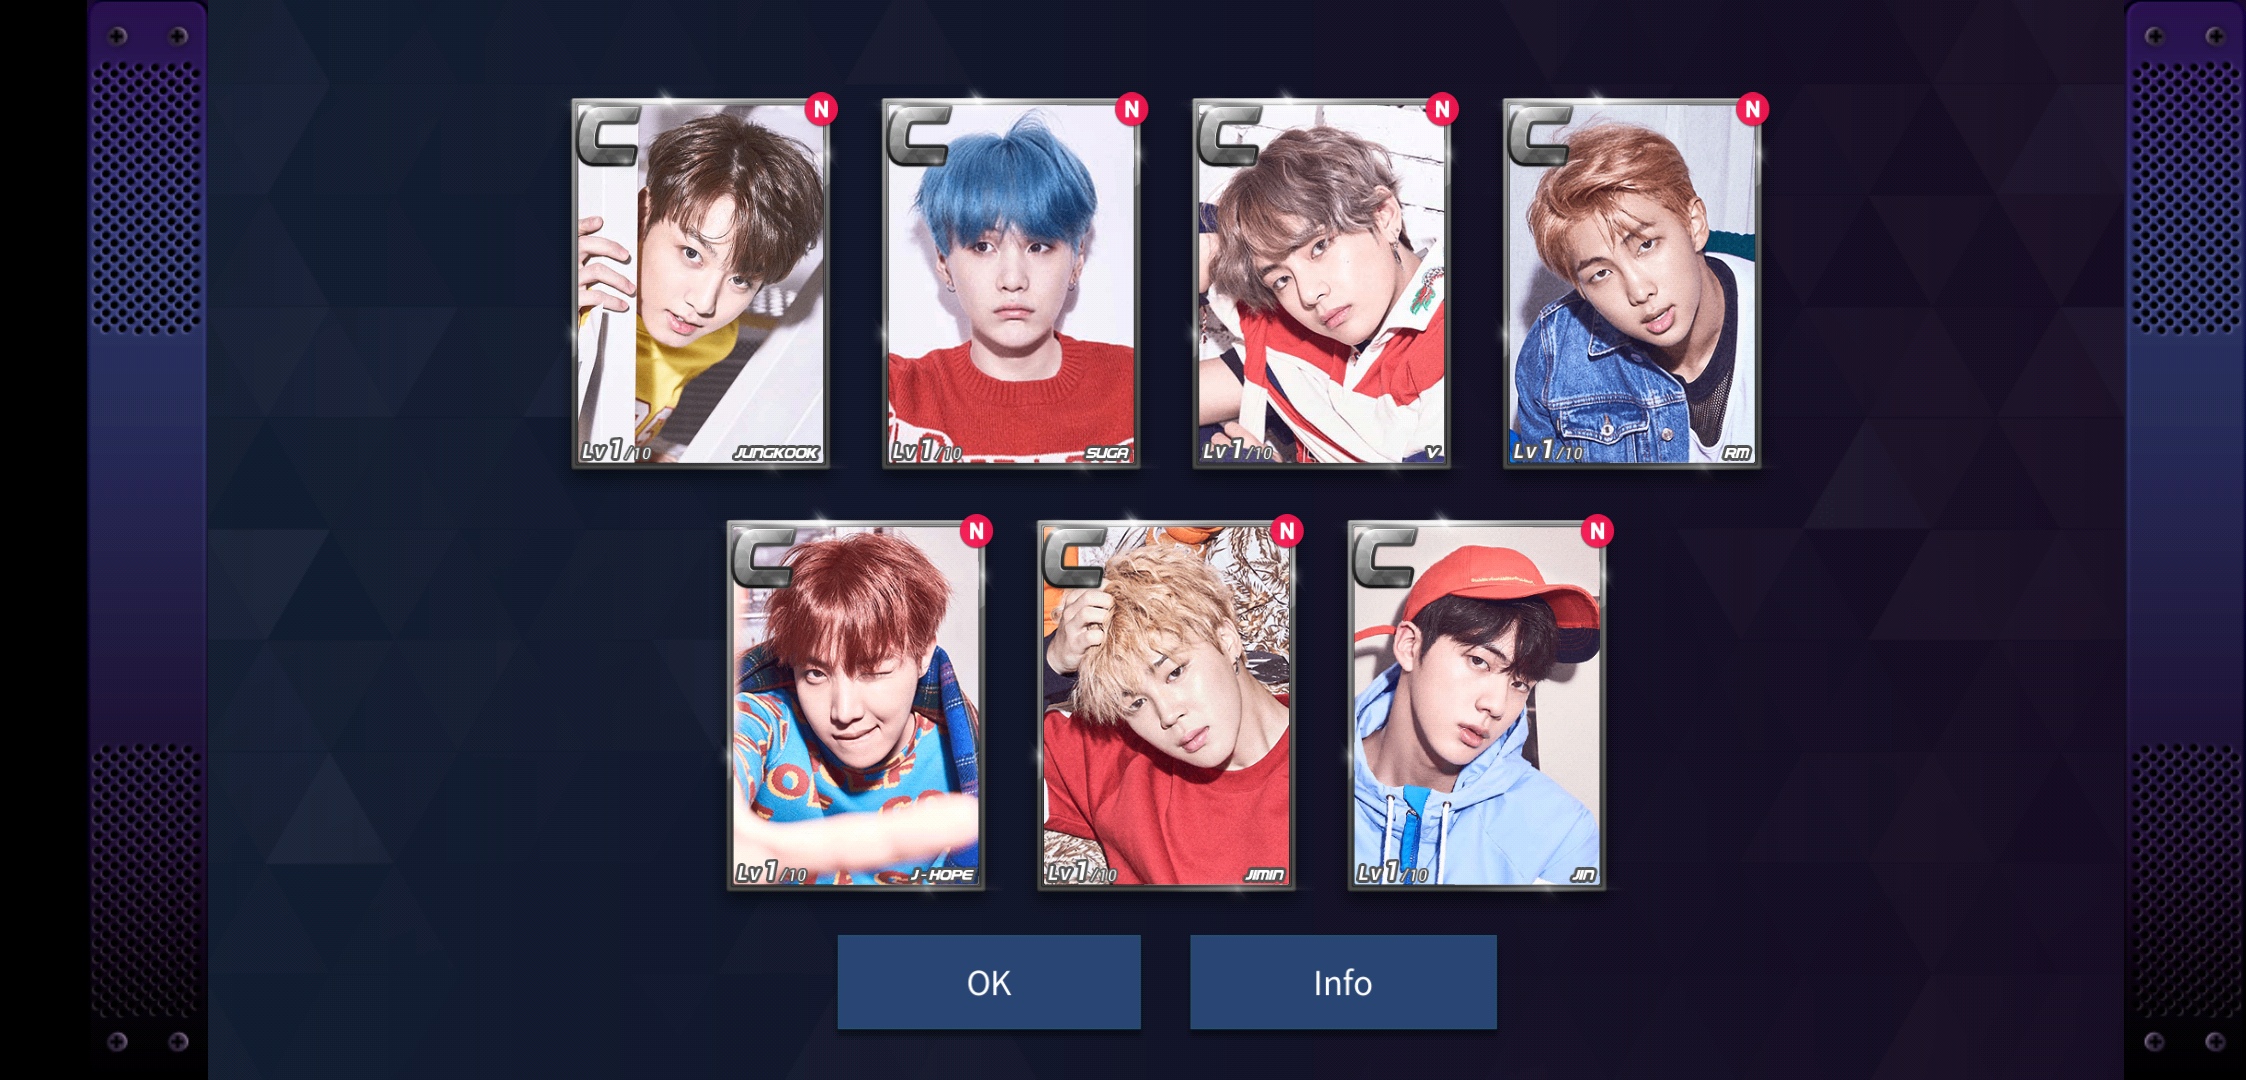 C N
C N
C N
C N
Lv 1/10 JUNGKOOK
Lv 1/10 SUGA
Lv 1/10 V
Lv 1/10 RM
C N
C N
C N
Lv 1/10 J-HOPE
Lv 1/10 JIMIN
Lv 1/10 JIN
OK
Info